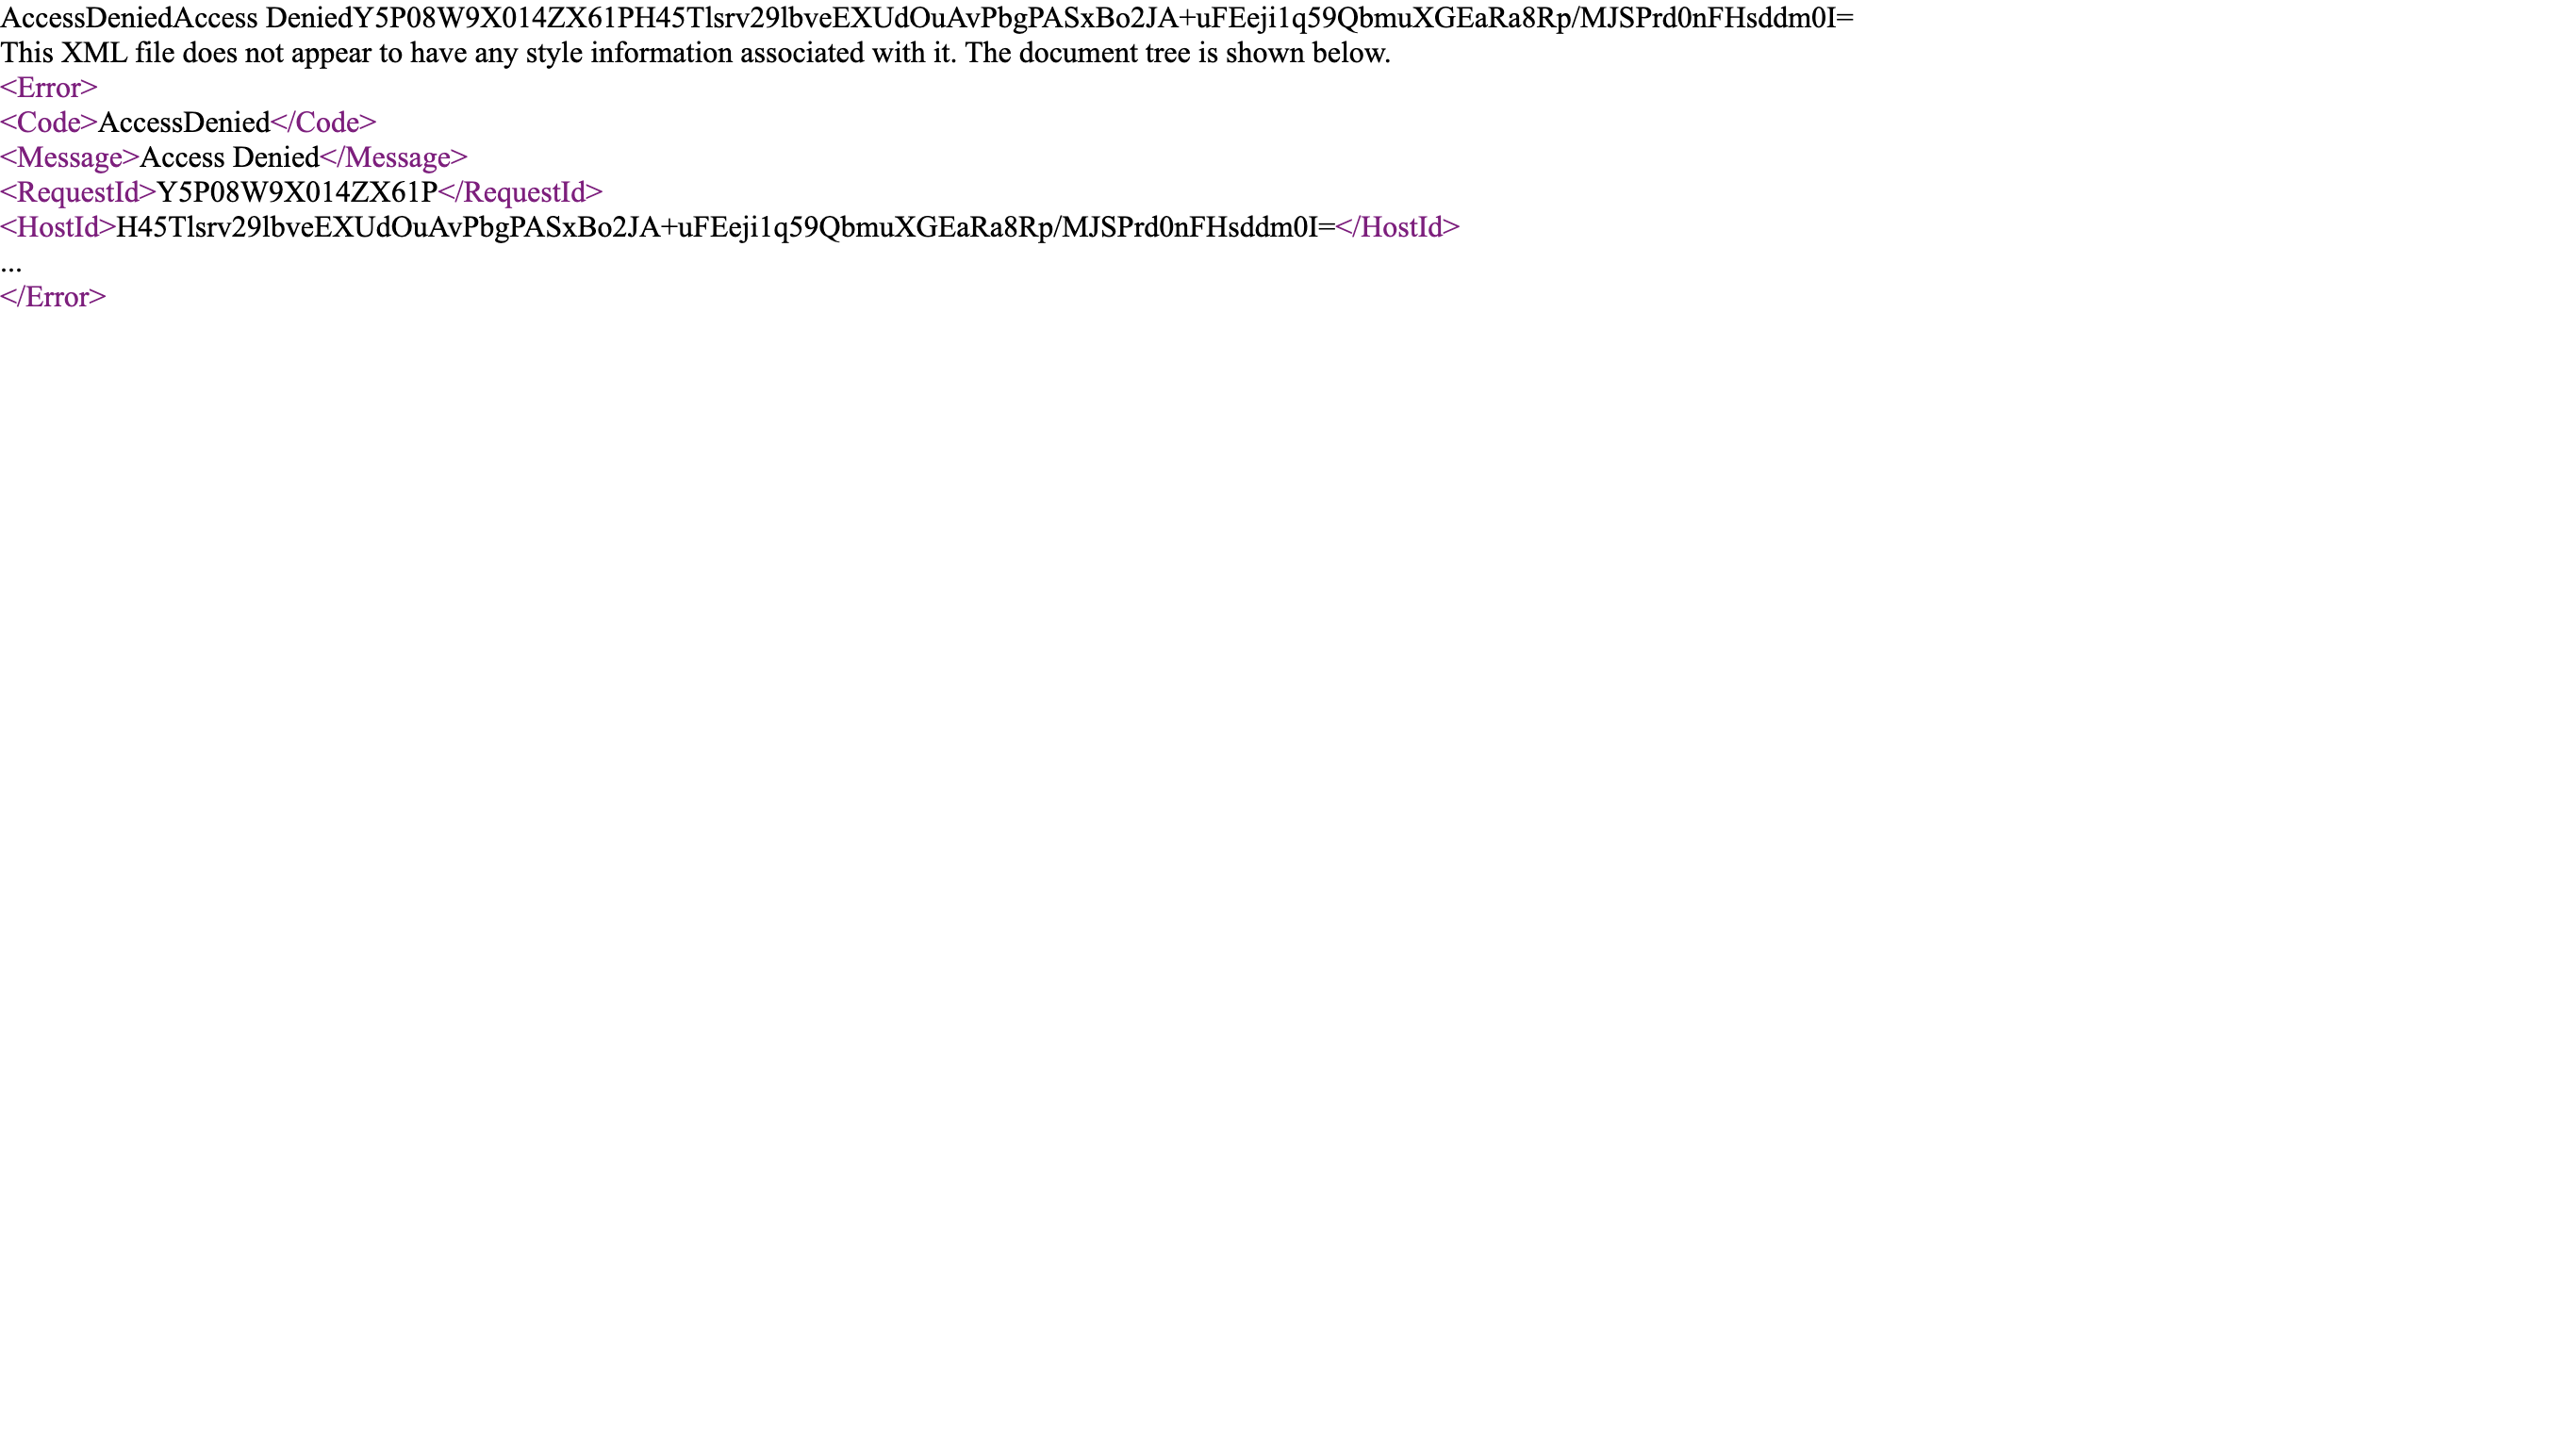 AccessDeniedAccess DeniedY5P08W9X014ZX61PH45Tlsrv29lbveEXUdOuAvPbgPASxBo2JA+uFEeji1q59QbmuXGEaRa8Rp/MJSPrd0nFHsddm0I=
This XML file does not appear to have any style information associated with it. The document tree is shown below.
<Error>
<Code>AccessDenied</Code>
<Message>Access Denied</Message>
<RequestId>Y5P08W9X014ZX61P</RequestId>
<HostId>H45Tlsrv29lbveEXUdOuAvPbgPASxBo2JA+uFEeji1q59QbmuXGEaRa8Rp/MJSPrd0nFHsddm0I=</HostId>
...
</Error>